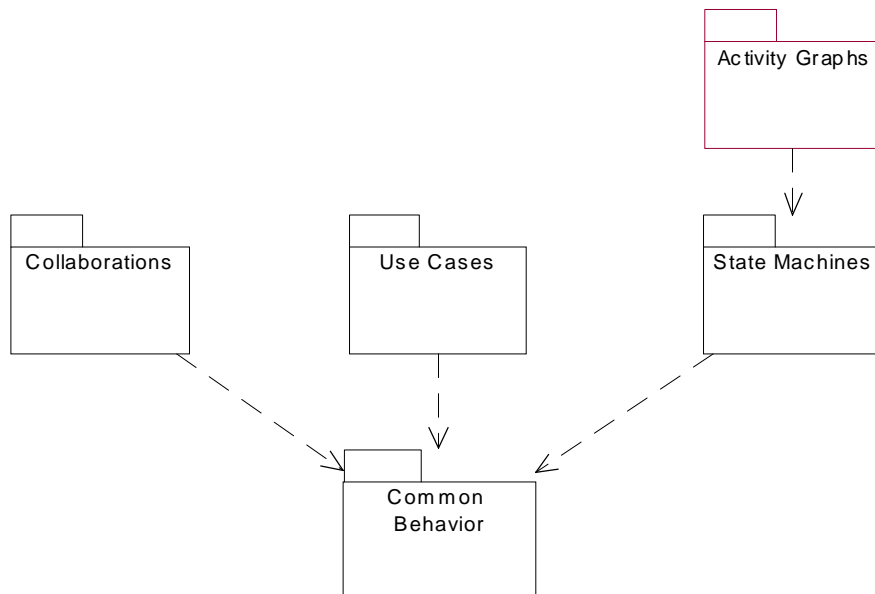 Activity Graphs
Collaborations
Use Cases
State Machines
Common
Behavior